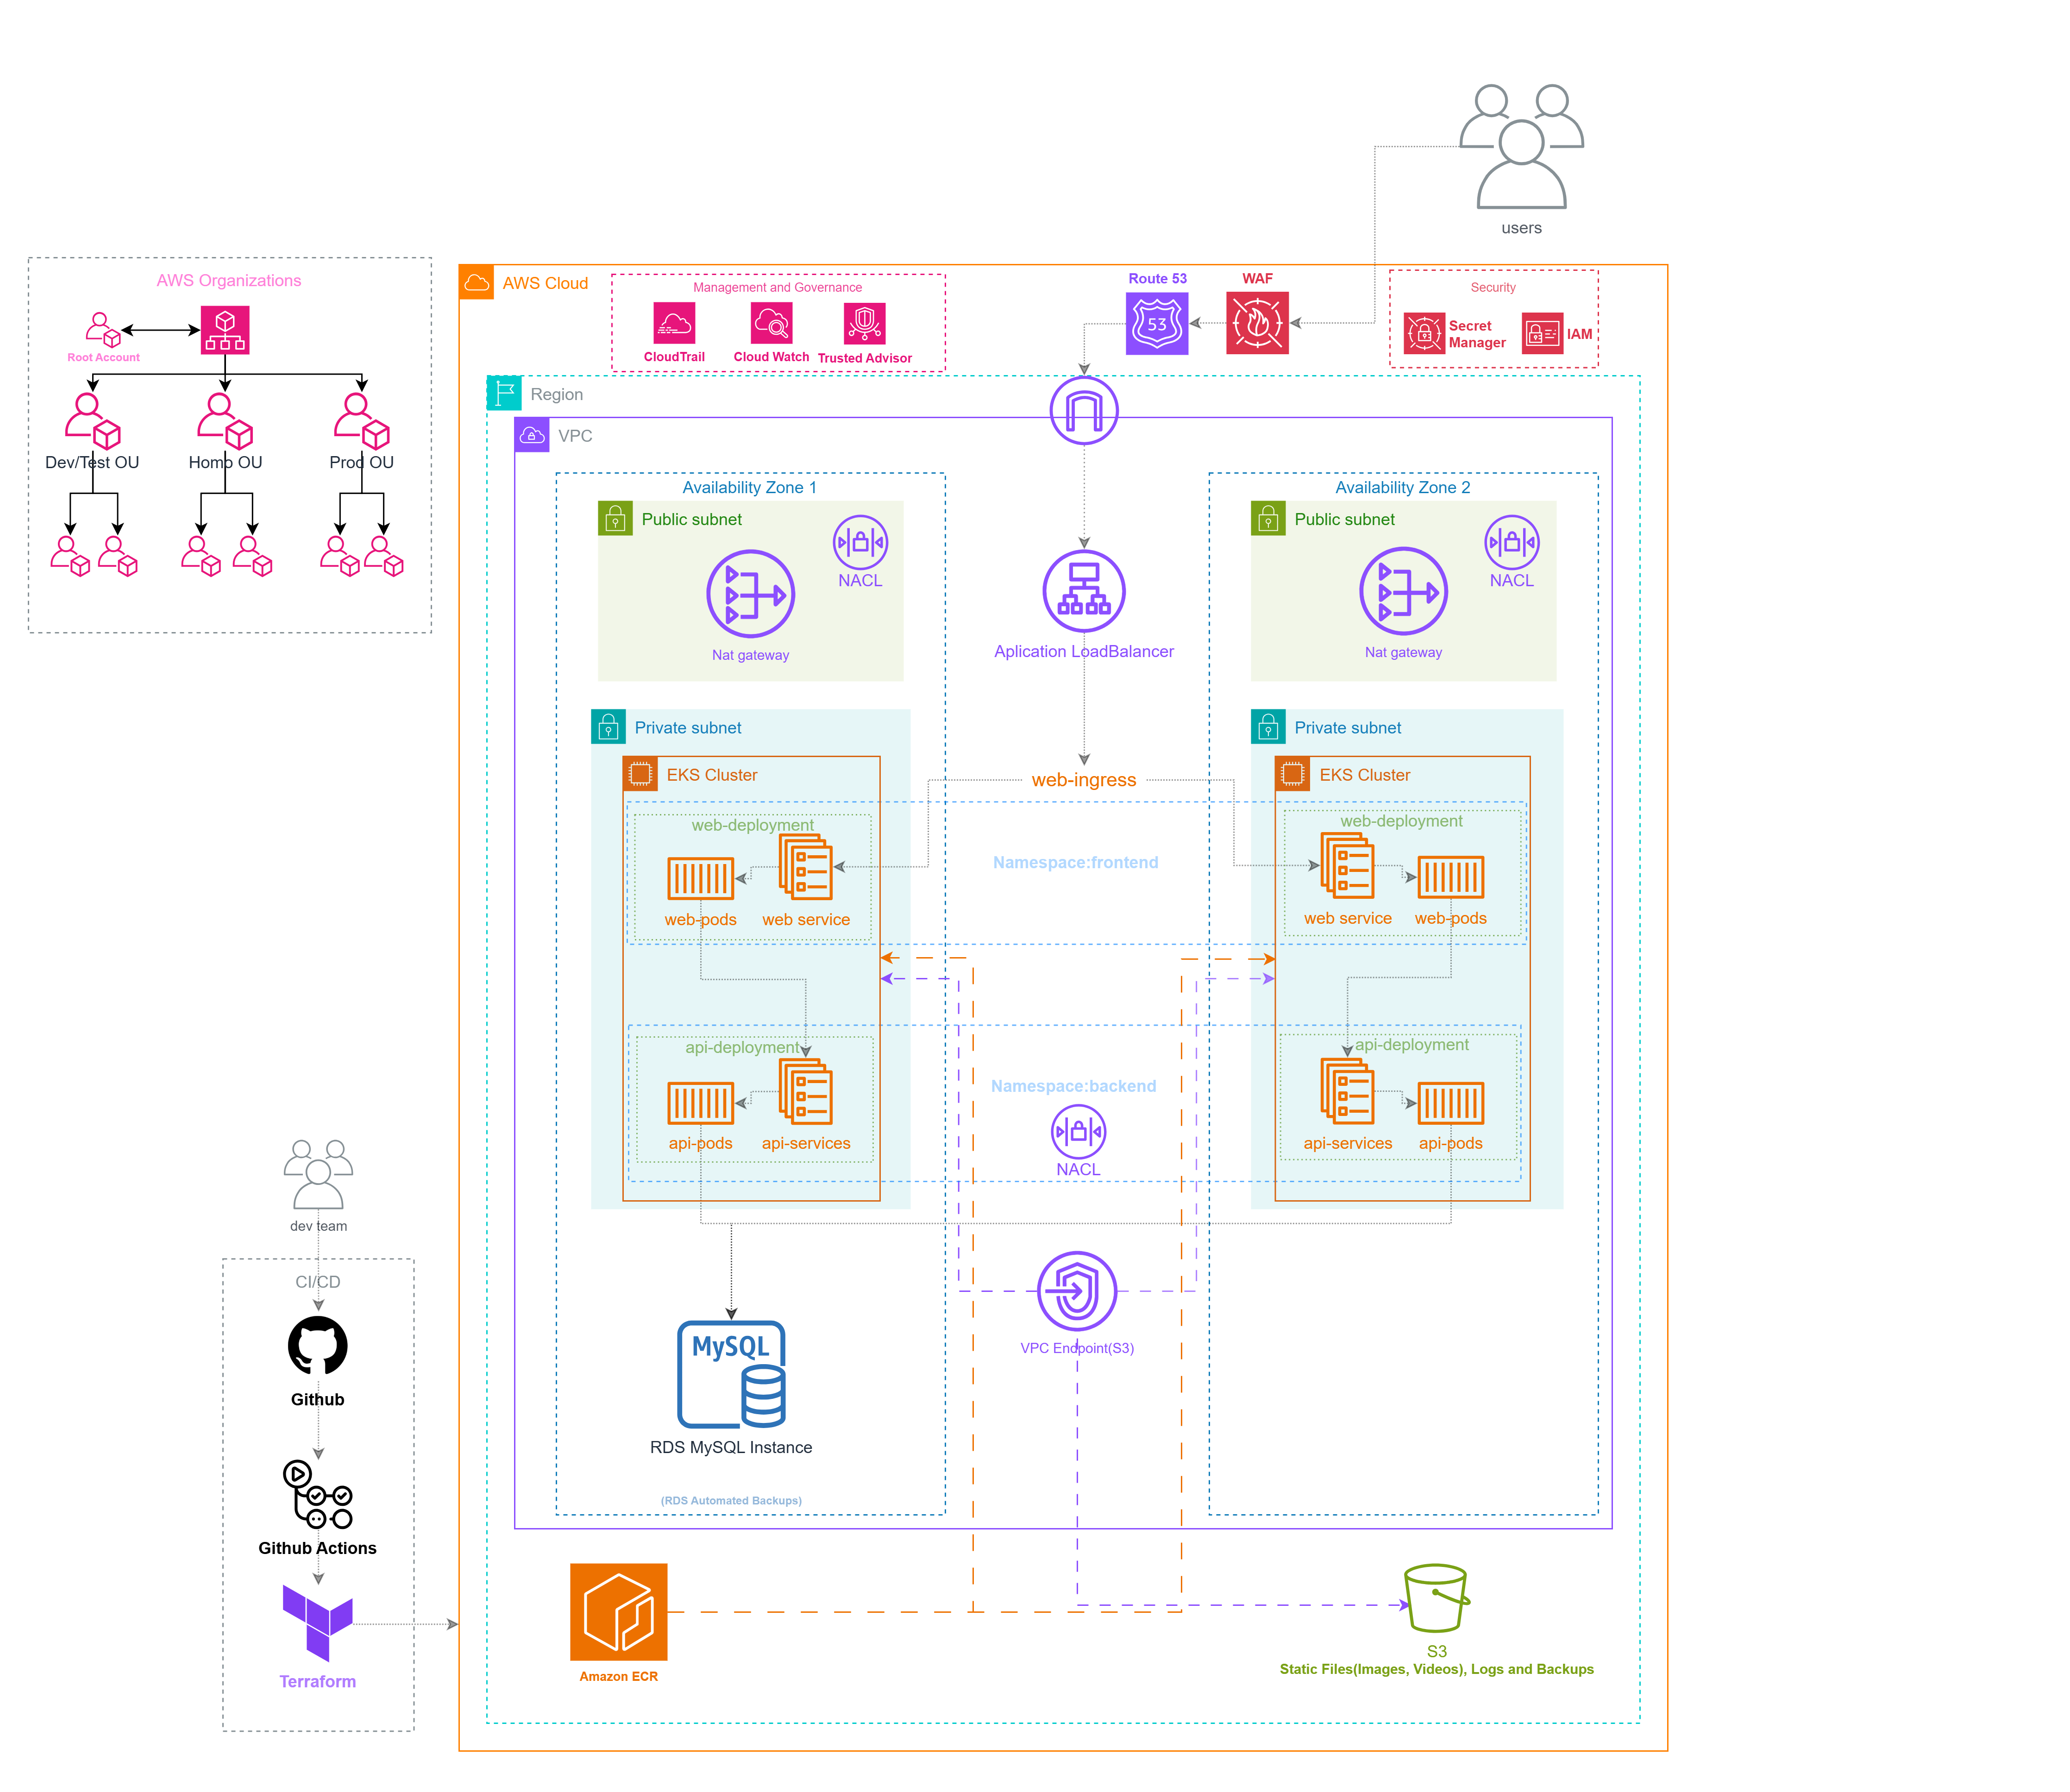 users
AWS Organizations
Root Account
Dev/Test OU
Homo OU
Prod OU
AWS Cloud
Management and Governance
CloudTrail
Cloud Watch
Trusted Advisor
Route 53
53
WAF
Security
Secret
Manager
IAM
Region
VPC
Availability Zone 1
Public subnet
NACL
Nat gateway
Aplication LoadBalancer
Availability Zone 2
Public subnet
NACL
Nat gateway
Private subnet
EKS Cluster
web-ingress
Private subnet
EKS Cluster
web-deployment
web-pods
web service
Namespace:frontend
web-deployment
web service
web-pods
api-deployment
api-pods
api-services
Namespace:backend
NACL
api-deployment
api-services
api-pods
dev team
CI/CD
Github
Github Actions
Terraform
MySQL
RDS MySQL Instance
(RDS Automated Backups)
VPC Endpoint(S3)
Amazon ECR
S3
Static Files(Images, Videos), Logs and Backups